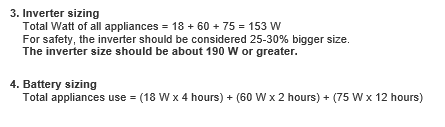 3. Inverter sizing
Total Watt of all appliances = 18 + 60 + 75 = 153 W
For safety, the inverter should be considered 25-30% bigger size.
The inverter size should be about 190 W or greater.
4. Battery sizing
Total appliances use = (18 W x 4 hours) + (60 W x 2 hours) + (75 W x 12 hours)